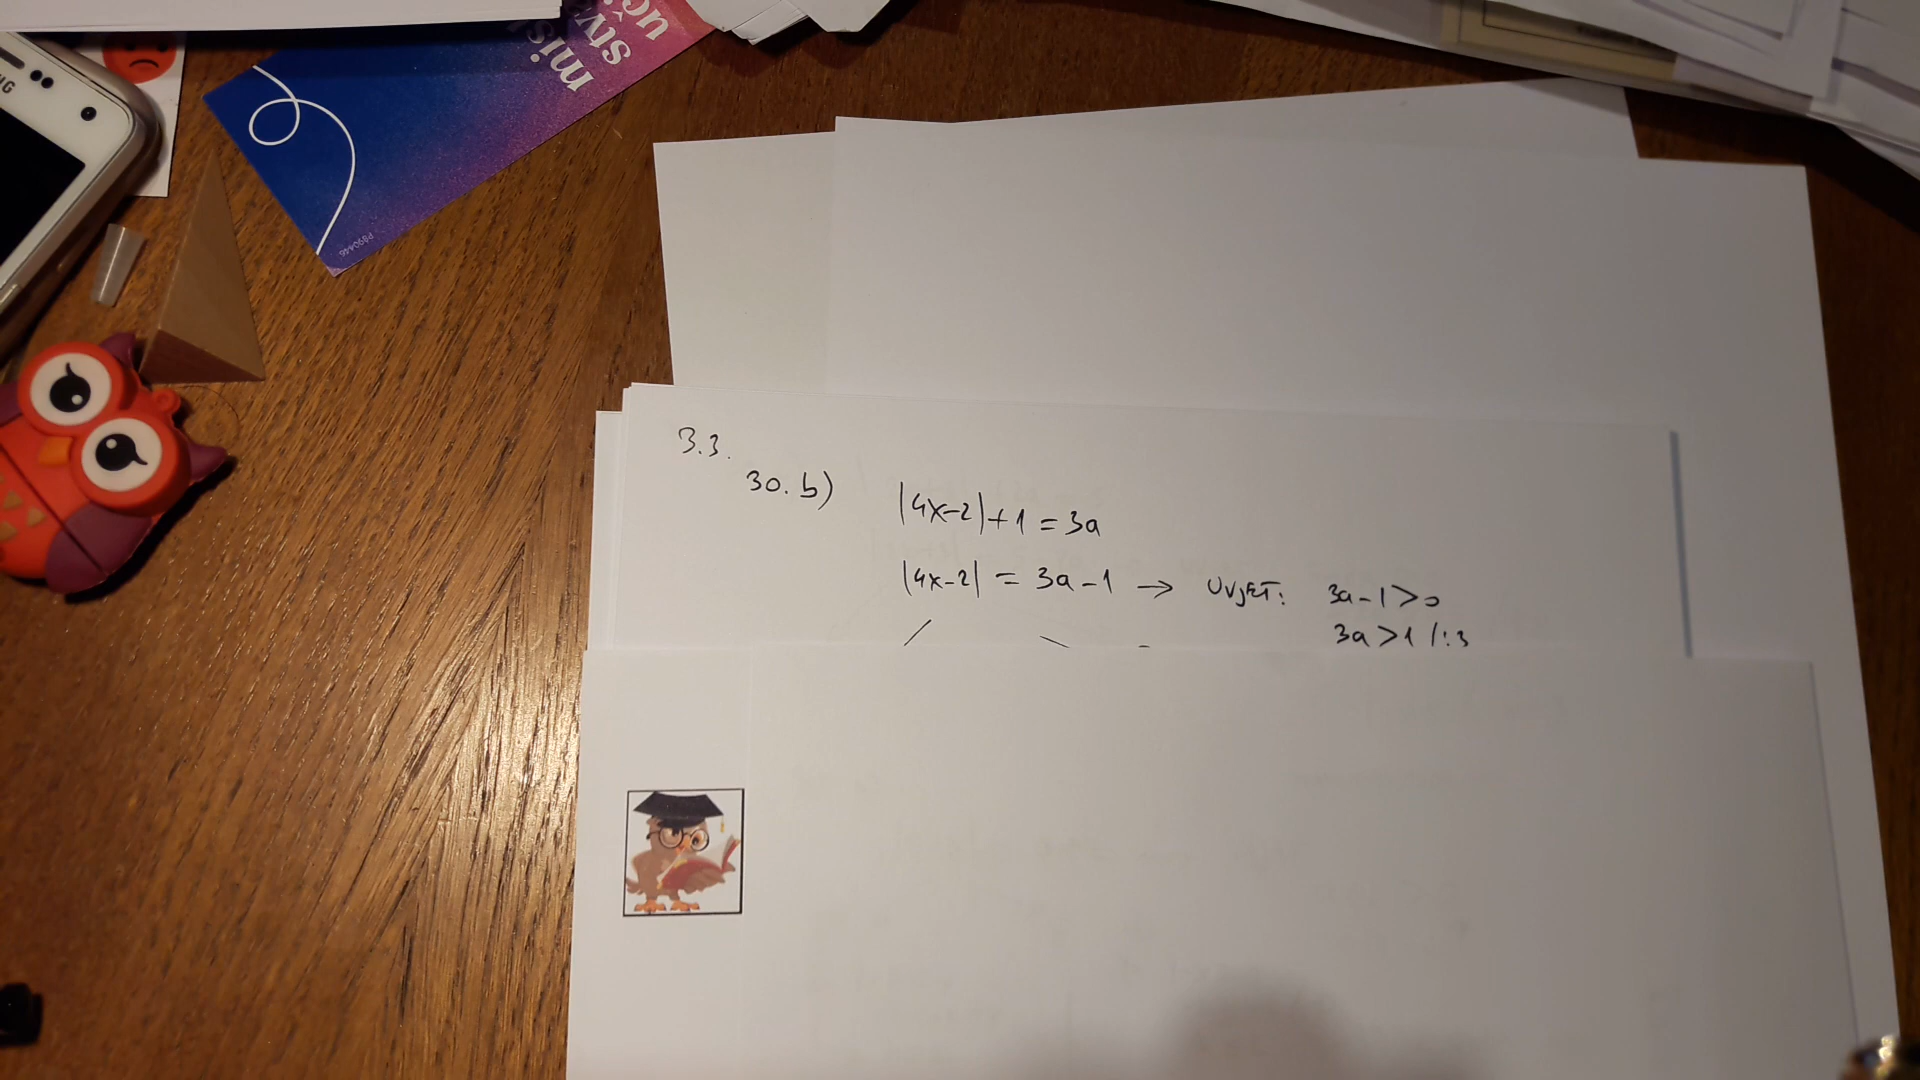 3.3.
30. b) |4x-2|+1=3a
|4x-2| = 3a-1 → UVJET: 3a-1>0
3a>1 /:3